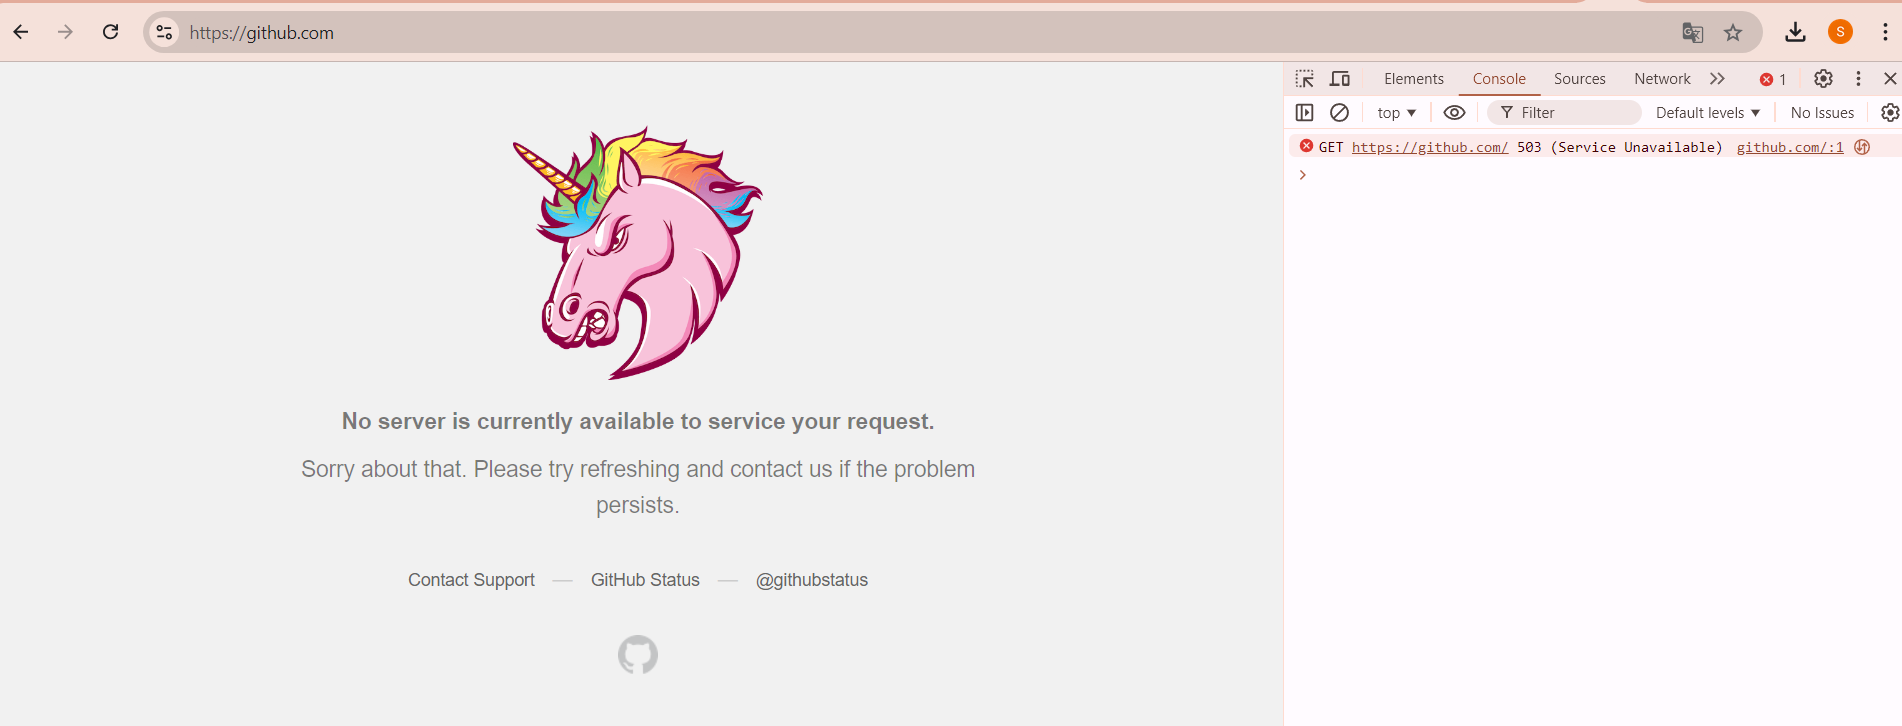 https://github.com
S
Elements Console Sources Network 1
top Filter Default levels No Issues
GET https://github.com/ 503 (Service Unavailable) github.com/:1
No server is currently available to service your request.
Sorry about that. Please try refreshing and contact us if the problem
persists.
Contact Support — GitHub Status — @githubstatus